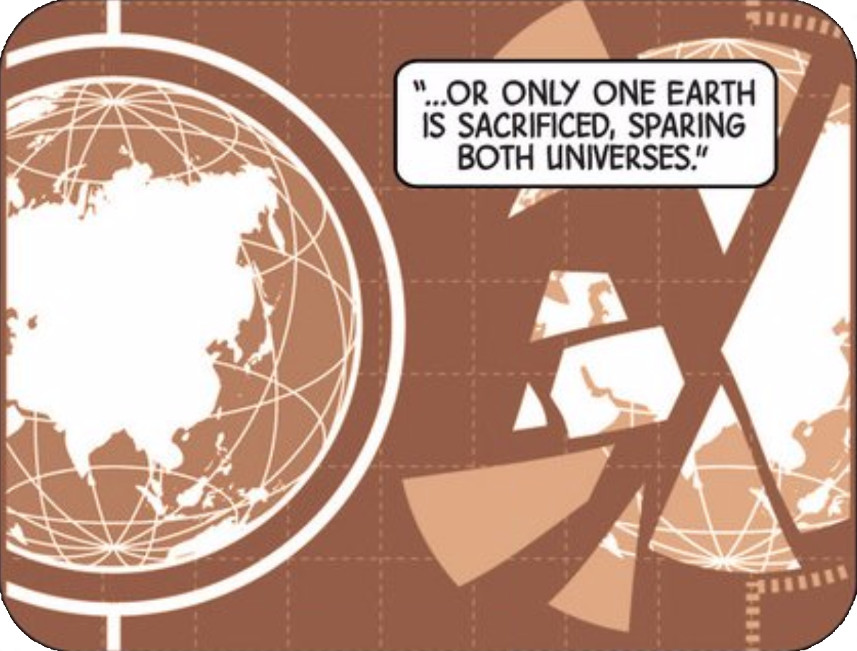 "...OR ONLY ONE EARTH
IS SACRIFICED, SPARING
BOTH UNIVERSES."